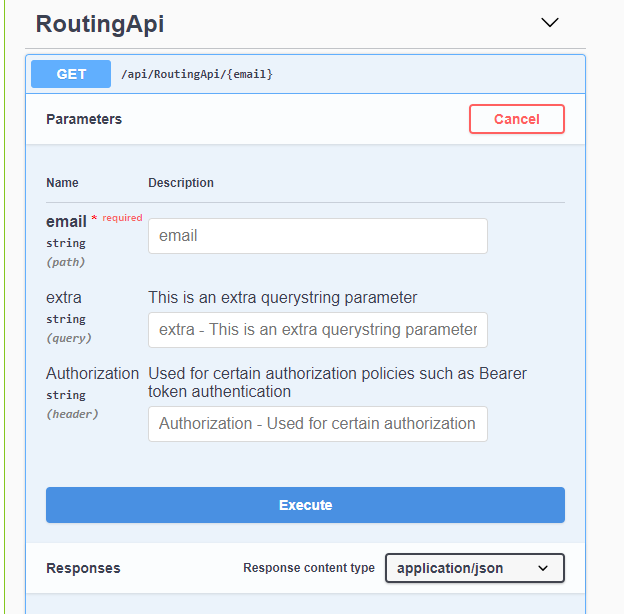 RoutingApi
GET /api/RoutingApi/{email}
Parameters
Cancel
Name Description
email * required
string
(path)
email
extra
string
(query)
This is an extra querystring parameter
extra - This is an extra querystring parameter
Authorization
string
(header)
Used for certain authorization policies such as Bearer
token authentication
Authorization - Used for certain authorization
Execute
Responses
Response content type
application/json